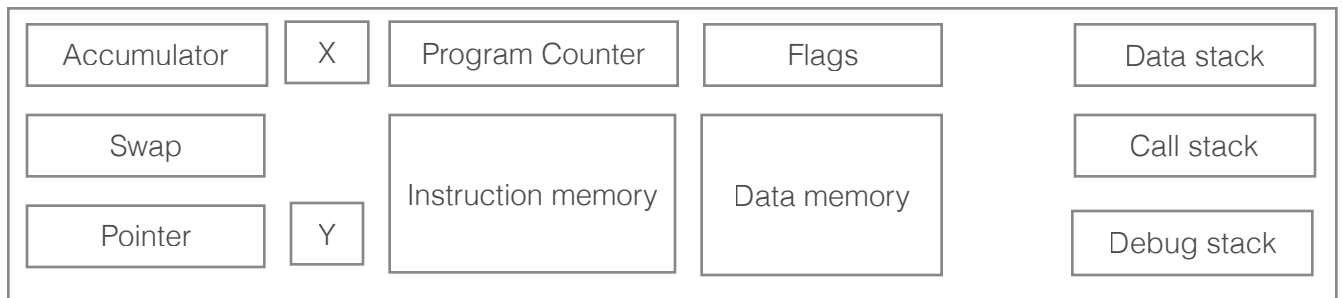 Accumulator
X
Program Counter
Flags
Data stack
Swap
Instruction memory
Data memory
Call stack
Pointer
Y
Debug stack